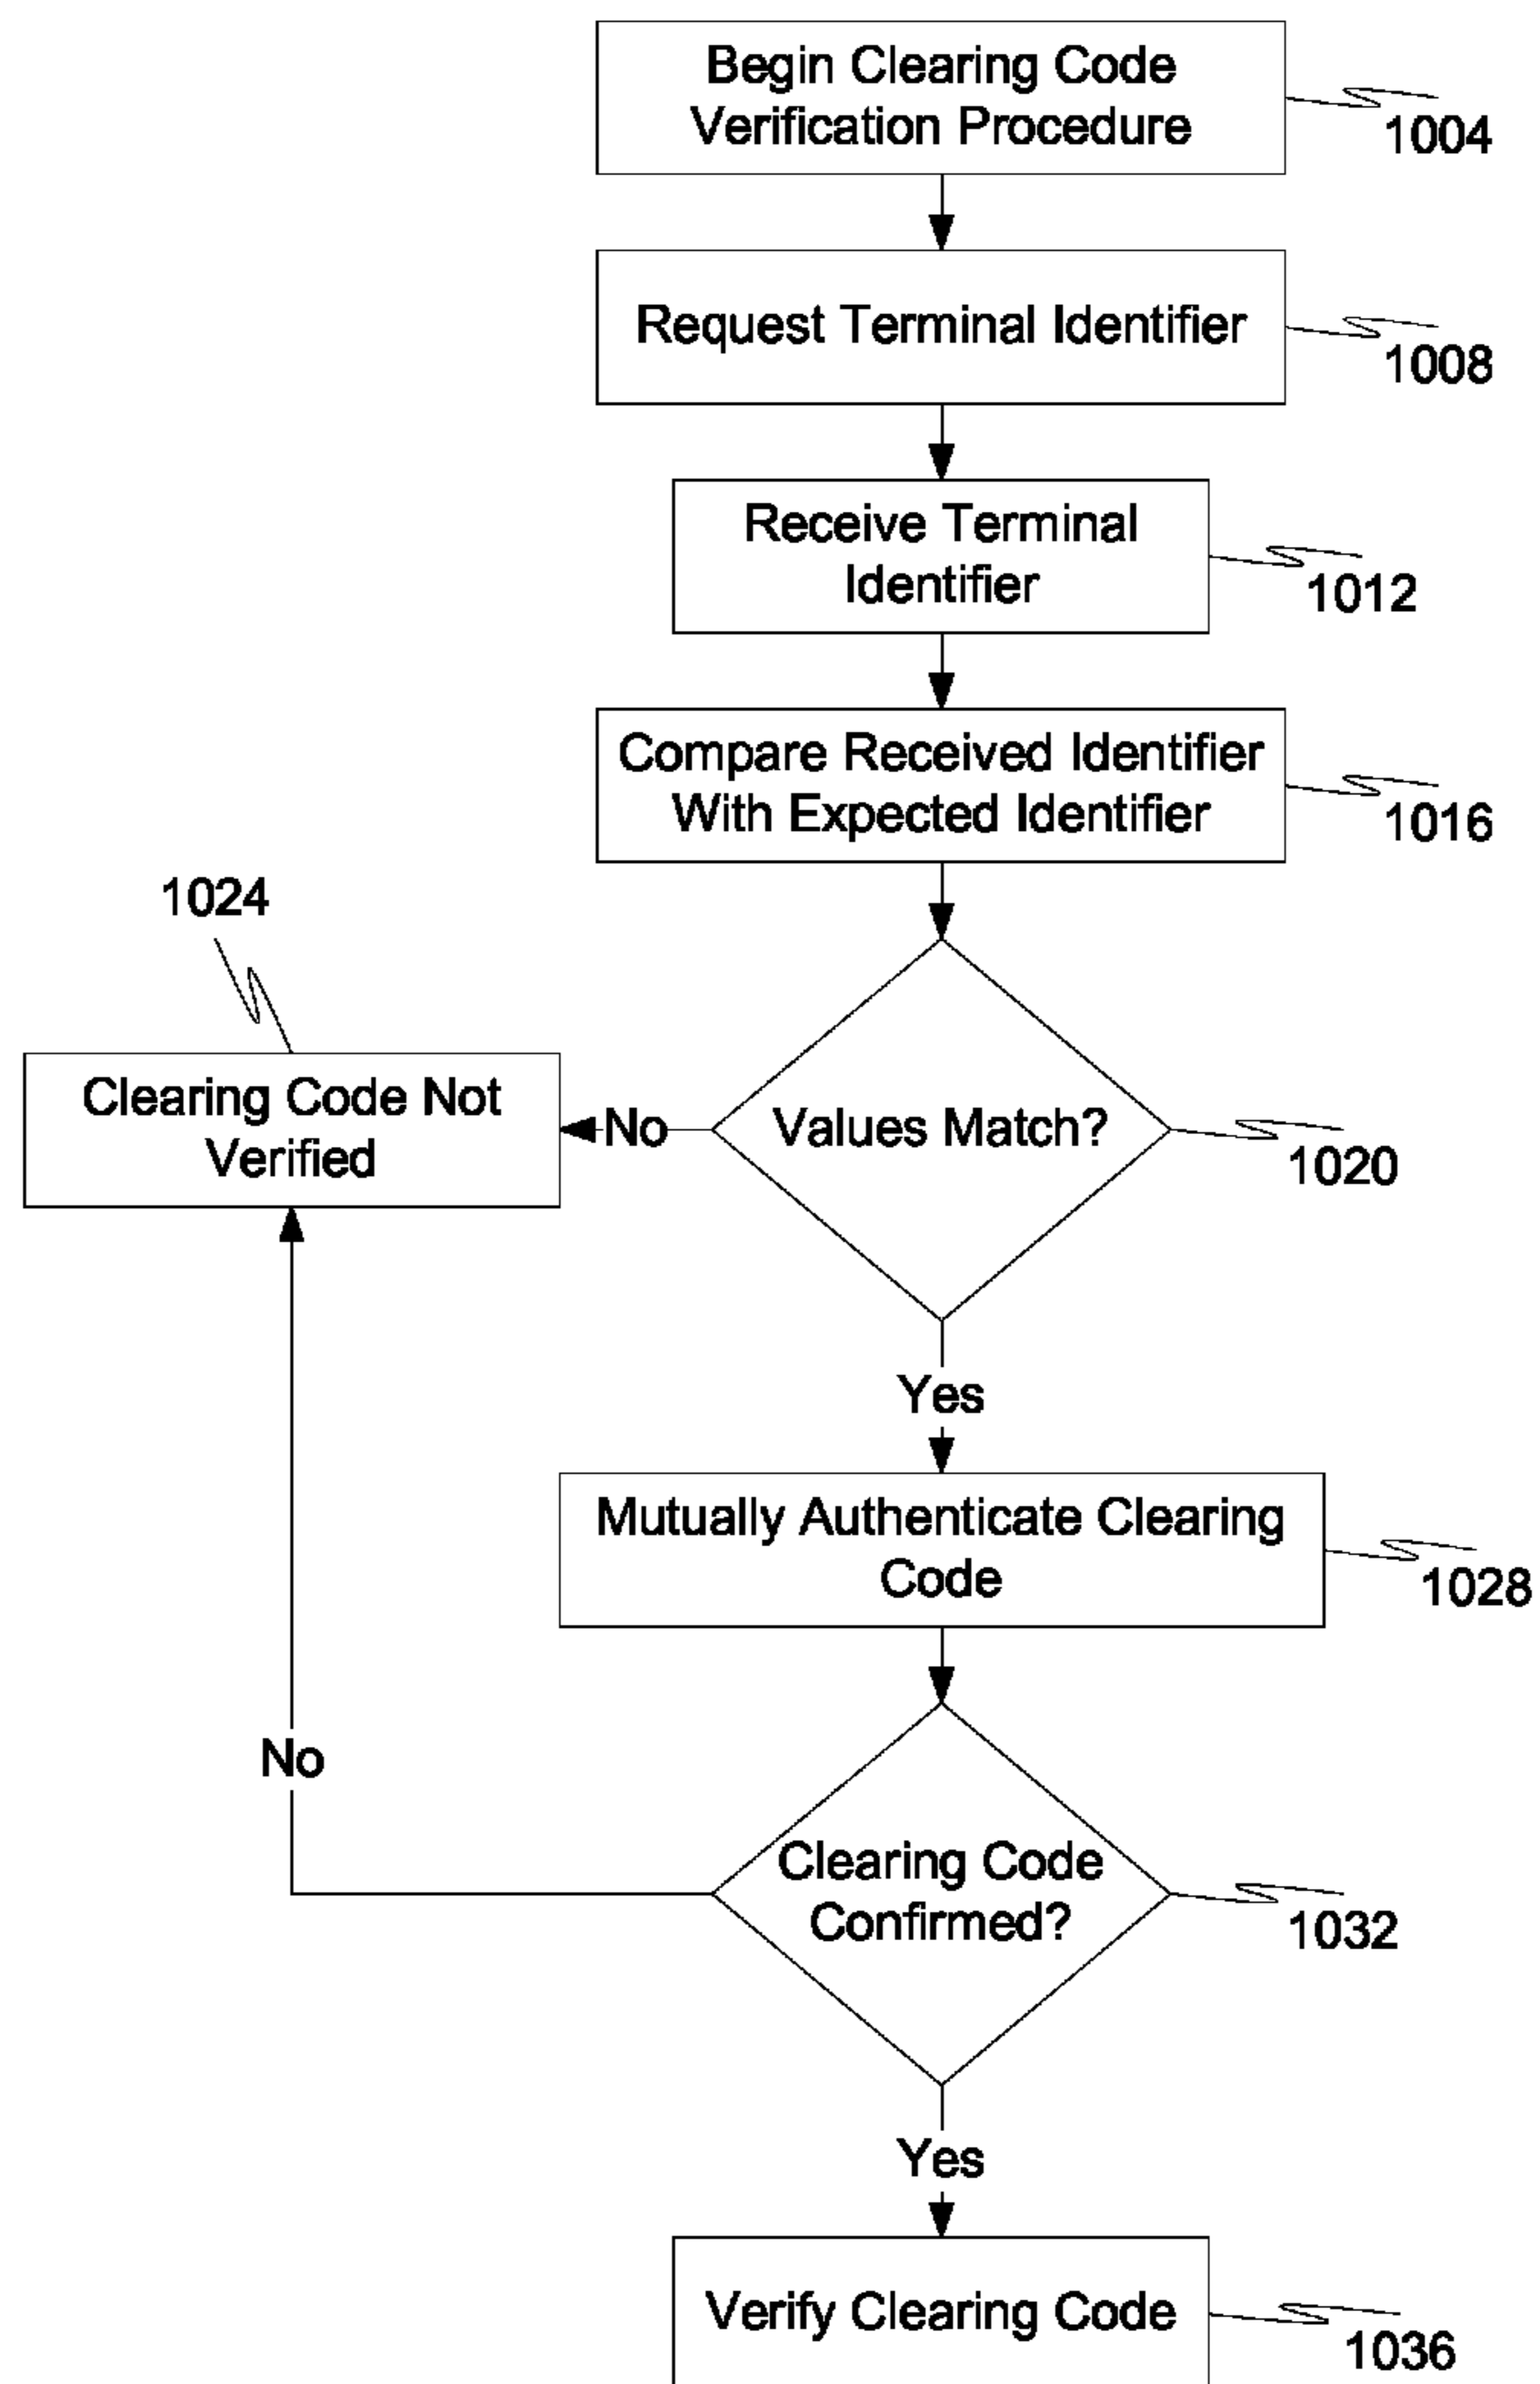 Begin Clearing Code
Verification Procedure
1004
Request Terminal Identifier
1008
Receive Terminal
Identifier
1012
Compare Received Identifier
With Expected Identifier
1016
1024
Clearing Code Not
Verified
No
Values Match?
1020
Yes
Mutually Authenticate Clearing
Code
1028
No
Clearing Code
Confirmed?
1032
Yes
Verify Clearing Code
1036